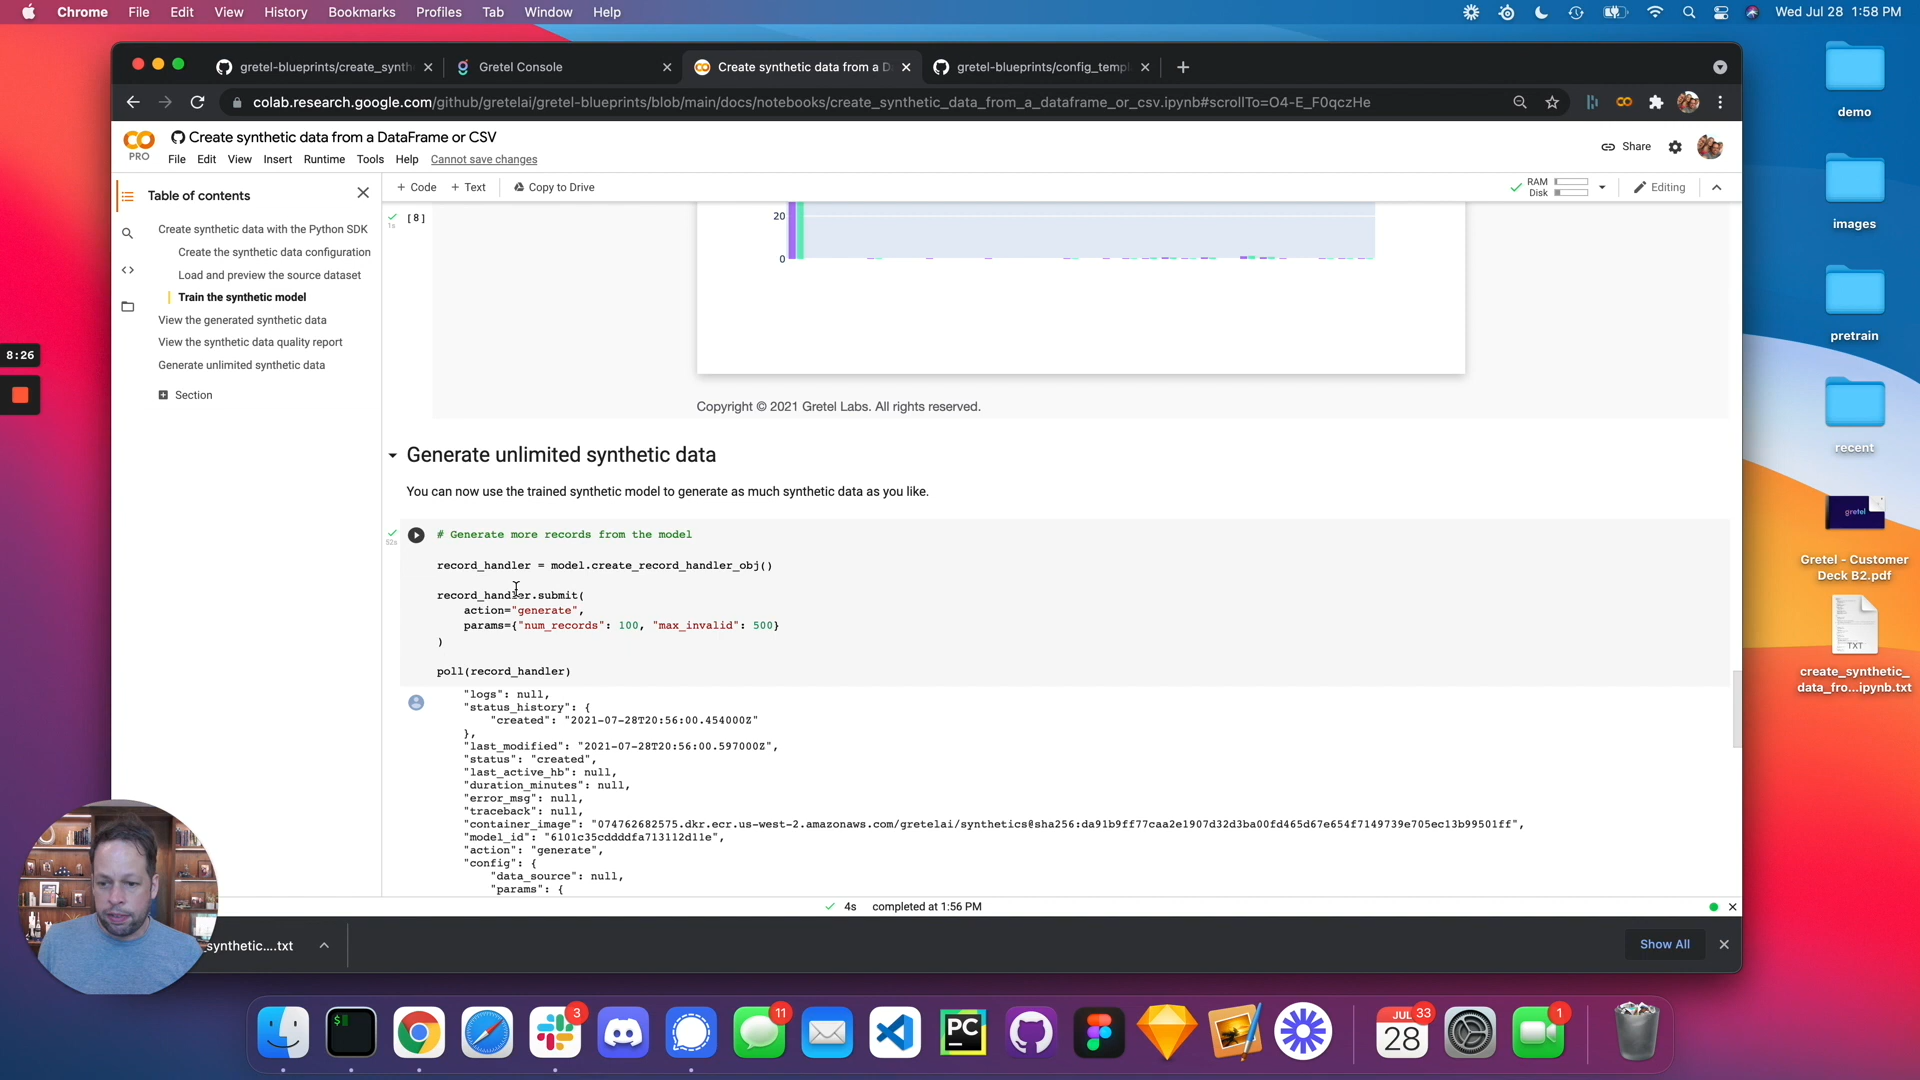 Chrome File Edit View History Bookmarks Profiles Tab Window Help Wed Jul 28 1:58 PM
gretel-blueprints/create_synth Gretel Console Create synthetic data from a D gretel-blueprints/config_templ
colab.research.google.com/github/gretelai/gretel-blueprints/blob/main/docs/notebooks/create_synthetic_data_from_a_dataframe_or_csv.ipynb#scrollTo=O4-E_F0qczHe
demo
Create synthetic data from a DataFrame or CSV
PRO
File Edit View Insert Runtime Tools Help Cannot save changes
Share
Table of contents
+ Code + Text Copy to Drive
RAM
Disk
Editing
images
Create synthetic data with the Python SDK
Create the synthetic data configuration
Load and preview the source dataset
Train the synthetic model
View the generated synthetic data
View the synthetic data quality report
Generate unlimited synthetic data
Section
[8]
1s
20
0
pretrain
8:26
Copyright © 2021 Gretel Labs. All rights reserved.
recent
Generate unlimited synthetic data
You can now use the trained synthetic model to generate as much synthetic data as you like.
gretel
Gretel - Customer
Deck B2.pdf
52s
# Generate more records from the model
record_handler = model.create_record_handler_obj()
record_handler.submit(
action="generate",
params={"num_records": 100, "max_invalid": 500}
)
poll(record_handler)
TXT
create_synthetic_
data_fro...ipynb.txt
"logs": null,
"status_history": {
"created": "2021-07-28T20:56:00.454000Z"
},
"last_modified": "2021-07-28T20:56:00.597000Z",
"status": "created",
"last_active_hb": null,
"duration_minutes": null,
"error_msg": null,
"traceback": null,
"container_image": "074762682575.dkr.ecr.us-west-2.amazonaws.com/gretelai/synthetics@sha256:da91b9ff77caa2e1907d32d3ba00fd465d67e654f7149739e705ec13b99501ff",
"model_id": "6101c35cddddfa713112d11e",
"action": "generate",
"config": {
"data_source": null,
"params": {
4s completed at 1:56 PM
_synthetic....txt
Show All
$
3
11
PC
JUL
33
28
1